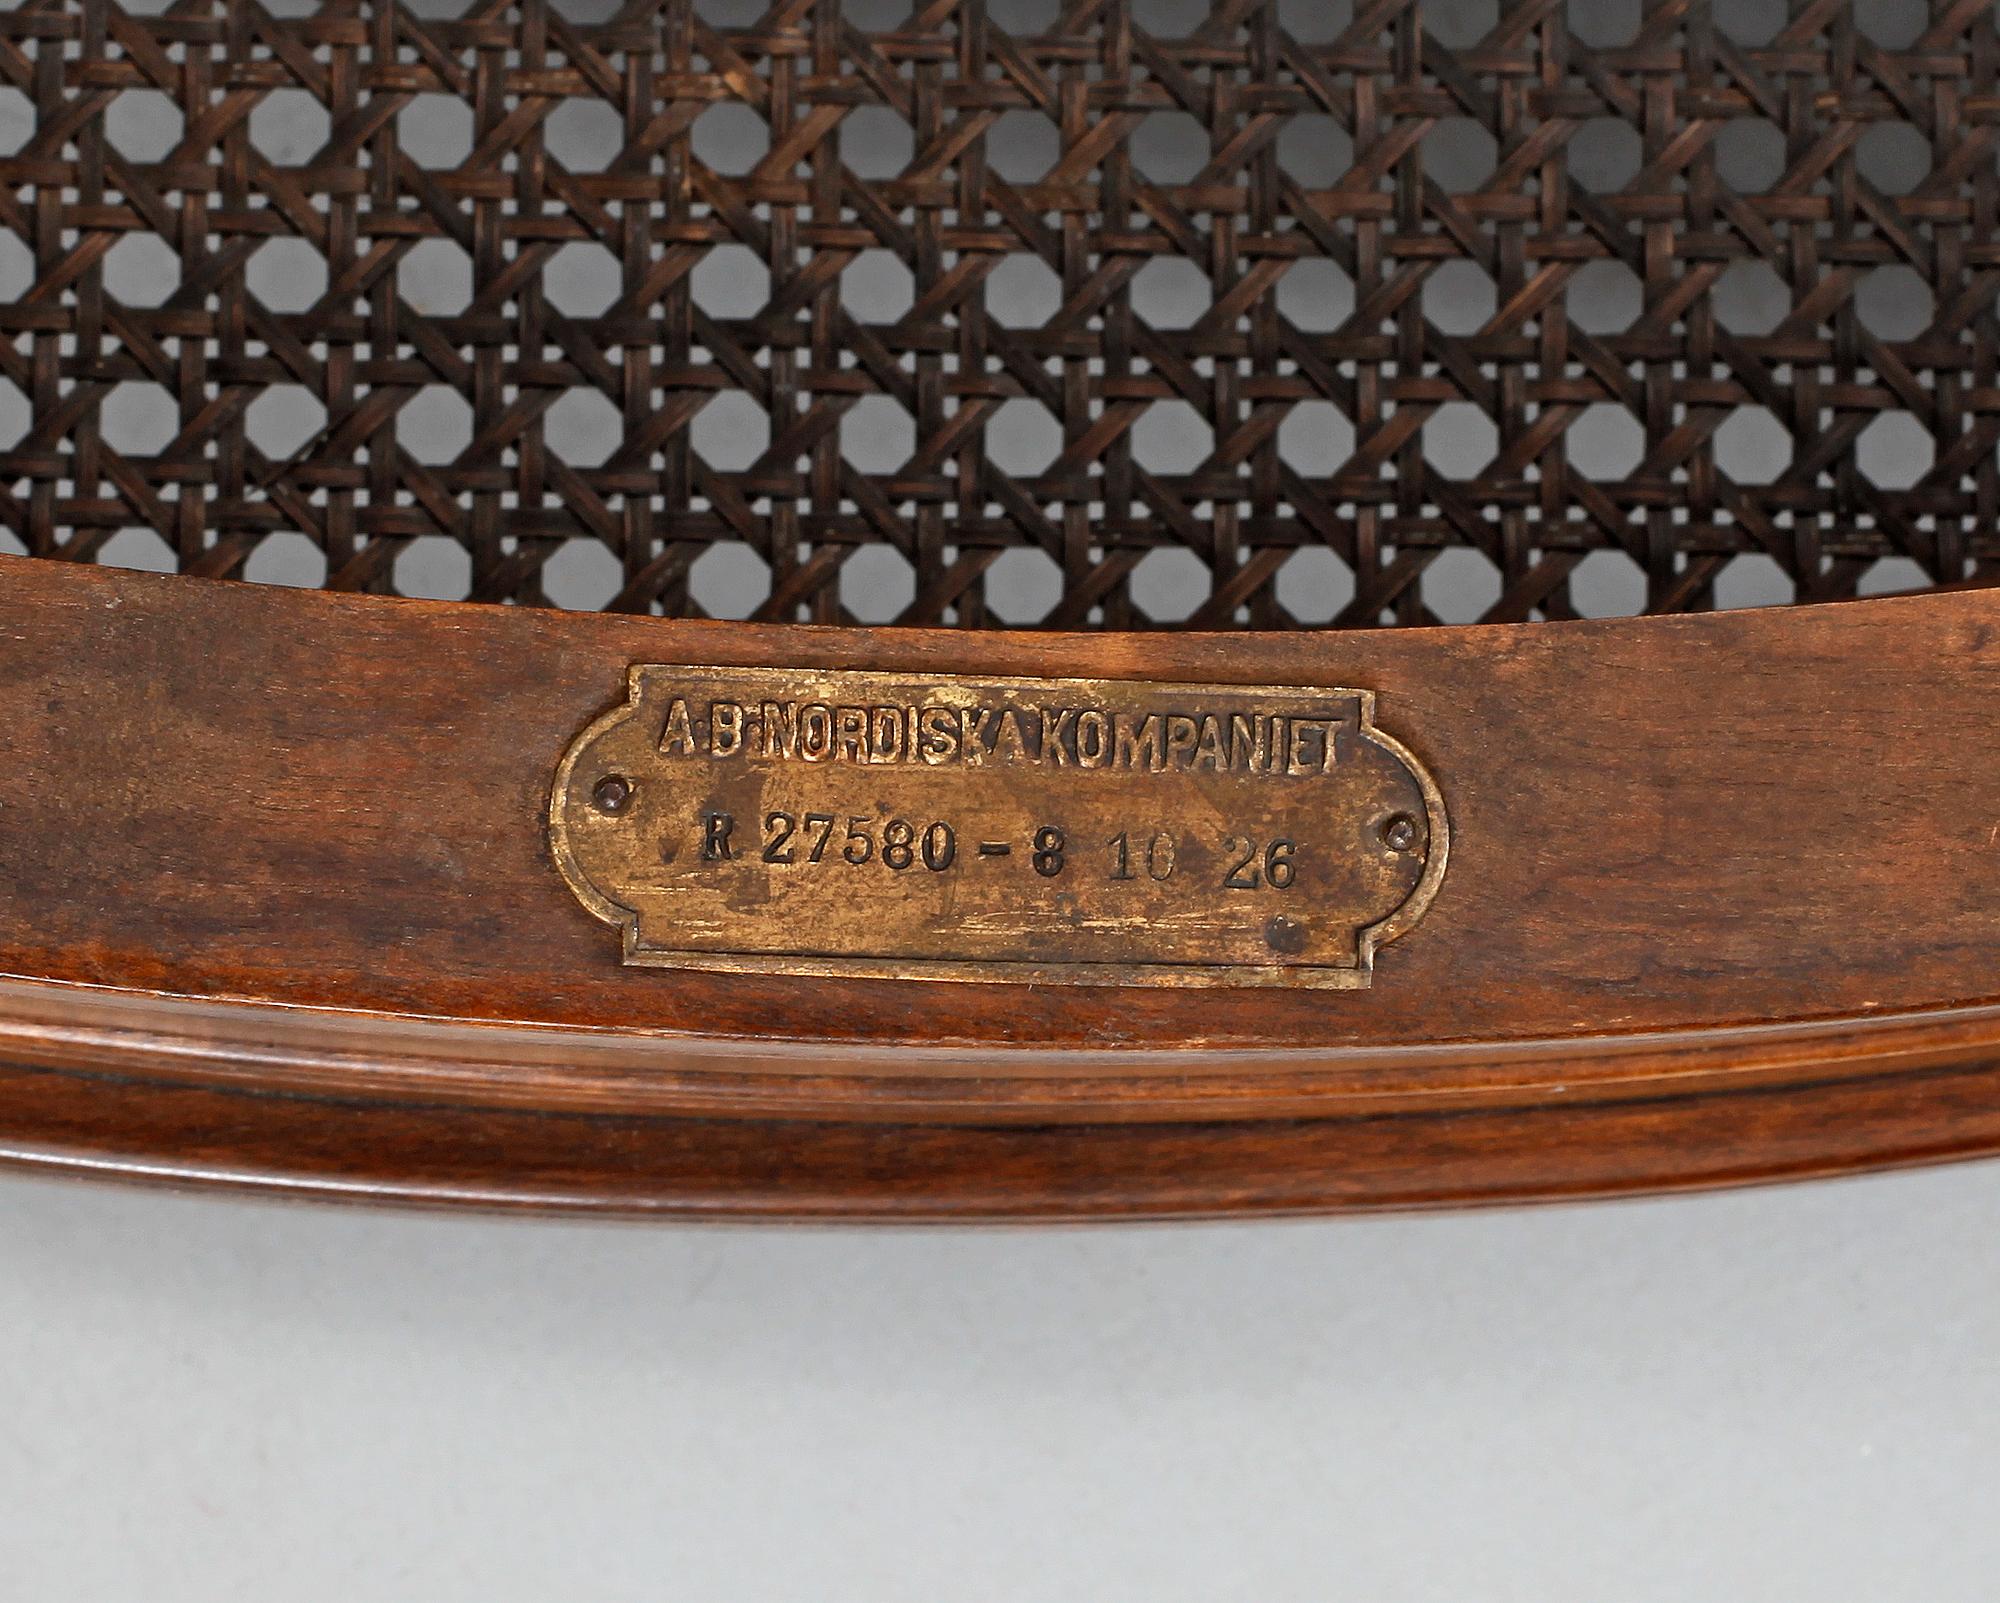 A·B·NORDISKA KOMPANIET
R 27580 - 8 10 26